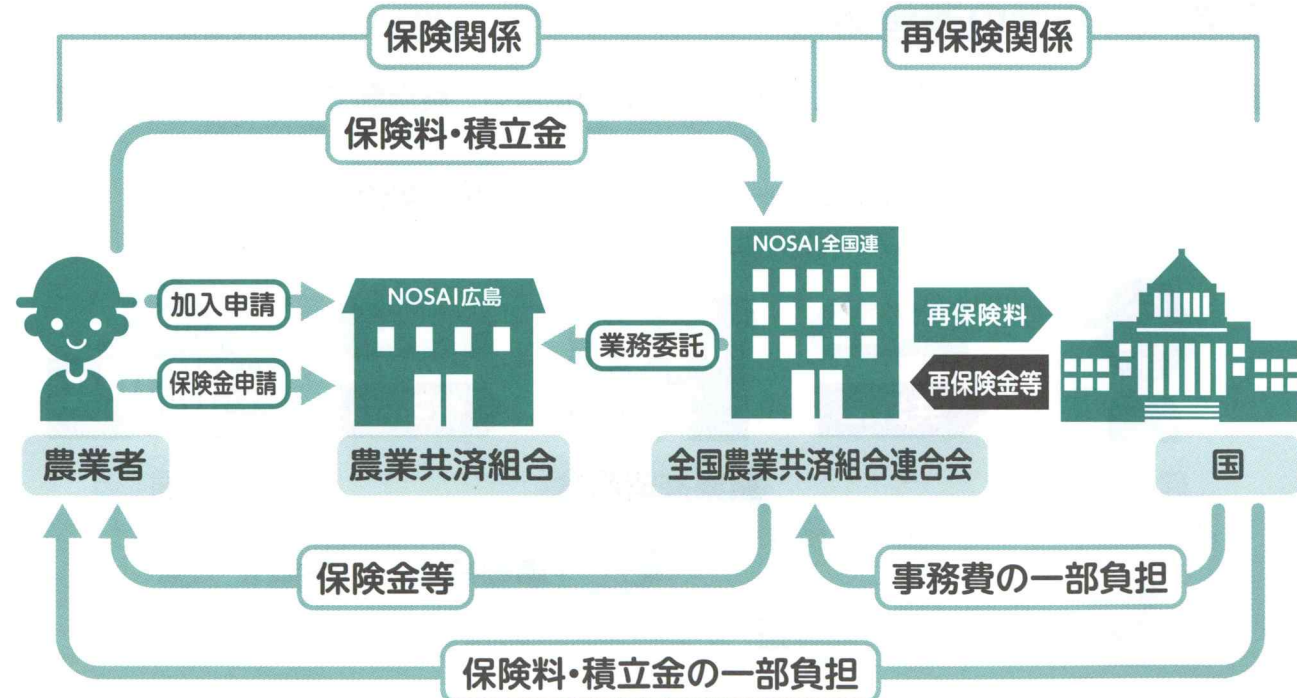 保険関係
再保険関係
保険料・積立金
NOSAI全国連
NOSAI広島
加入申請
保険金申請
業務委託
再保険料
再保険金等
農業者
農業共済組合
全国農業共済組合連合会
国
保険金等
事務費の一部負担
保険料・積立金の一部負担